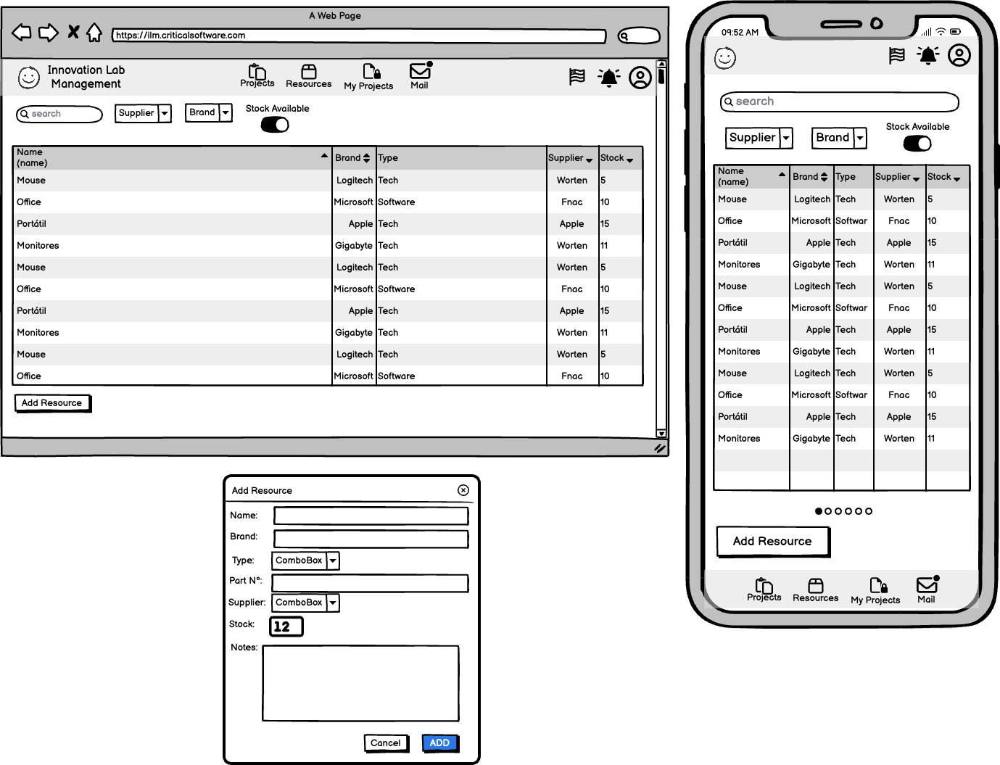 A Web Page
https://ilm.criticalsoftware.com
Innovation Lab
Management
Projects Resources My Projects Mail
search Supplier Brand Stock Available
Name
(name) Brand Type Supplier Stock
Mouse Logitech Tech Worten 5
Office Microsoft Software Fnac 10
Portátil Apple Tech Apple 15
Monitores Gigabyte Tech Worten 11
Mouse Logitech Tech Worten 5
Office Microsoft Software Fnac 10
Portátil Apple Tech Apple 15
Monitores Gigabyte Tech Worten 11
Mouse Logitech Tech Worten 5
Office Microsoft Software Fnac 10
Add Resource
09:52 AM
search
Stock Available
Supplier Brand
Name
(name) Brand Type Supplier Stock
Mouse Logitech Tech Worten 5
Office Microsoft Softwar Fnac 10
Portátil Apple Tech Apple 15
Monitores Gigabyte Tech Worten 11
Mouse Logitech Tech Worten 5
Office Microsoft Softwar Fnac 10
Portátil Apple Tech Apple 15
Monitores Gigabyte Tech Worten 11
Mouse Logitech Tech Worten 5
Office Microsoft Softwar Fnac 10
Portátil Apple Tech Apple 15
Monitores Gigabyte Tech Worten 11
Add Resource
Projects Resources My Projects Mail
Add Resource
Name:
Brand:
Type: ComboBox
Part Nº:
Supplier: ComboBox
Stock: 12
Notes:
Cancel ADD